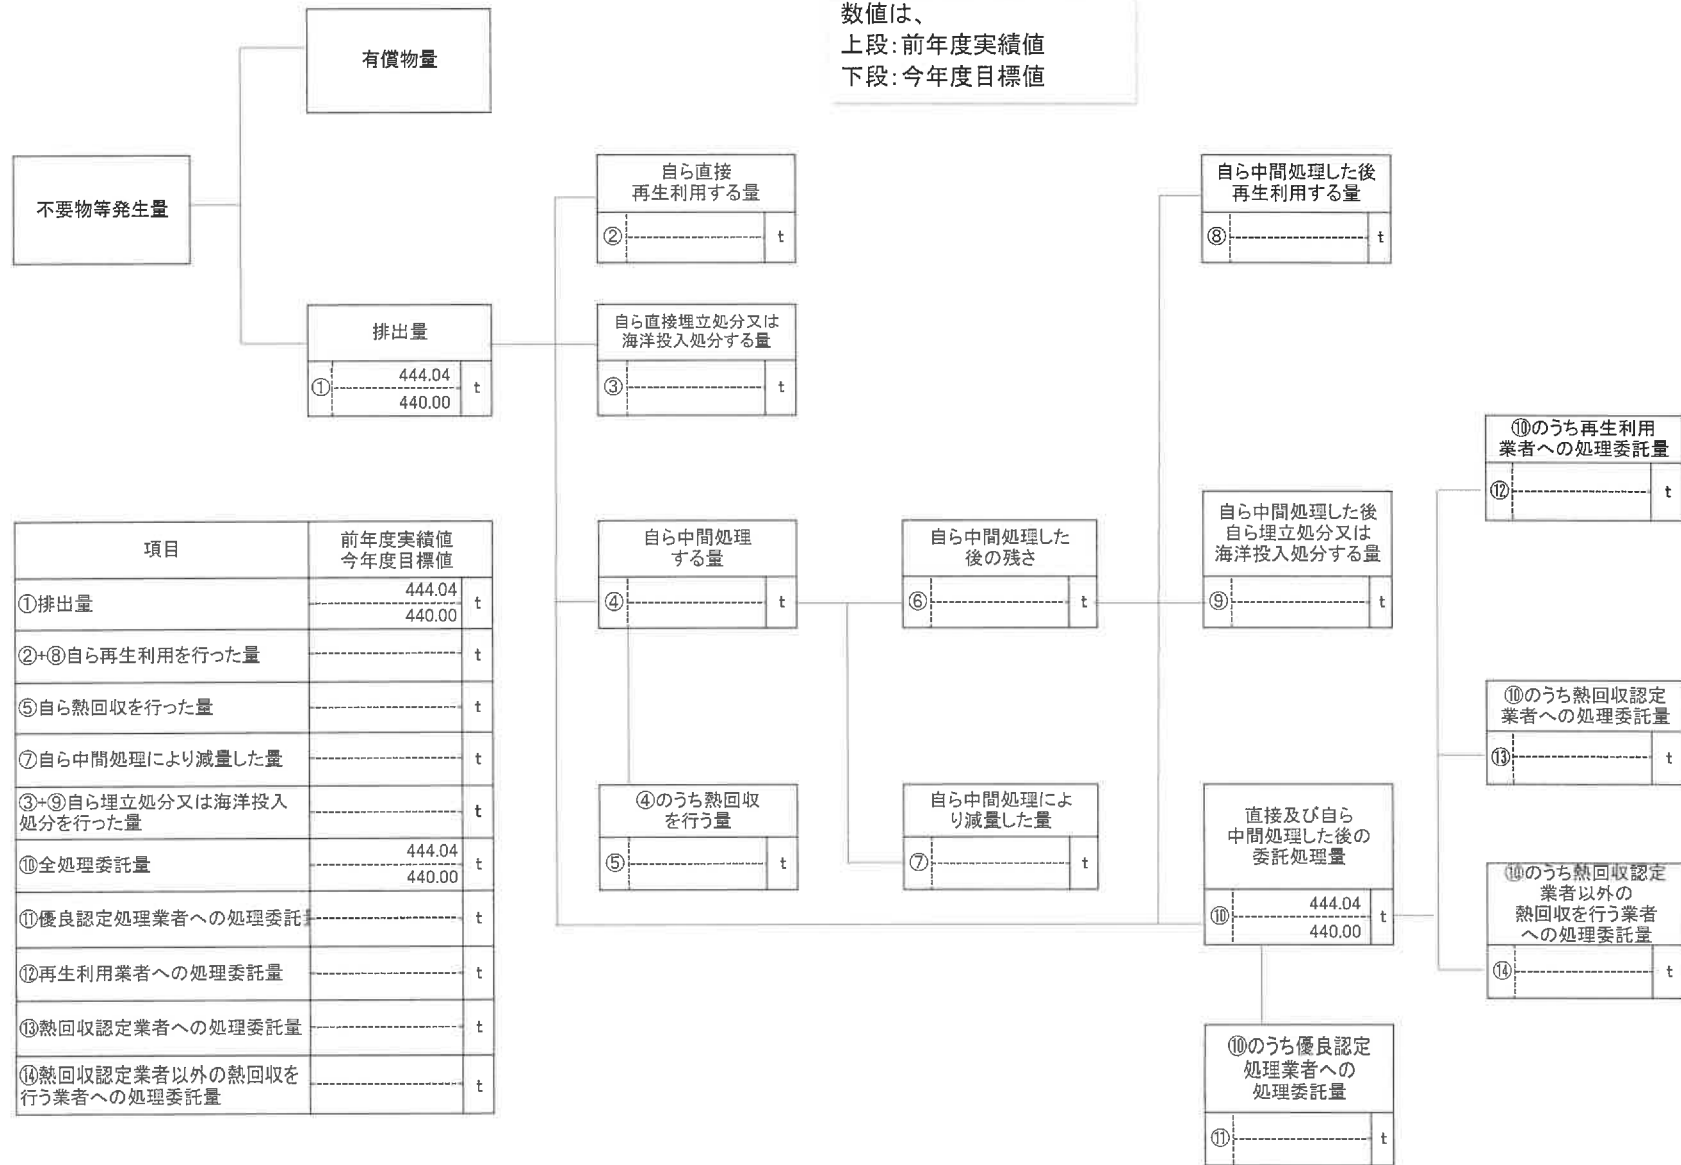 数値は、
上段:前年度実績値
下段:今年度目標値
有償物量
不要物等発生量
排出量
①
444.04
440.00
t
自ら直接
再生利用する量
②
t
自ら直接埋立処分又は
海洋投入処分する量
③
t
自ら中間処理した後
再生利用する量
⑧
t
自ら中間処理
する量
④
t
自ら中間処理した
後の残さ
⑥
t
自ら中間処理した後
自ら埋立処分又は
海洋投入処分する量
⑨
t
⑩のうち再生利用
業者への処理委託量
⑫
t
⑩のうち熱回収認定
業者への処理委託量
⑬
t
④のうち熱回収
を行う量
⑤
t
自ら中間処理によ
り減量した量
⑦
t
直接及び自ら
中間処理した後の
委託処理量
⑩
444.04
440.00
t
⑩のうち熱回収認定
業者以外の
熱回収を行う業者
への処理委託量
⑭
t
⑩のうち優良認定
処理業者への
処理委託量
⑪
t
項目
前年度実績値
今年度目標値
①排出量
444.04
440.00
t
②+⑧自ら再生利用を行った量
t
⑤自ら熱回収を行った量
t
⑦自ら中間処理により減量した量
t
③+⑨自ら埋立処分又は海洋投入
処分を行った量
t
⑩全処理委託量
444.04
440.00
t
⑪優良認定処理業者への処理委託
t
⑫再生利用業者への処理委託量
t
⑬熱回収認定業者への処理委託量
t
⑭熱回収認定業者以外の熱回収を
行う業者への処理委託量
t